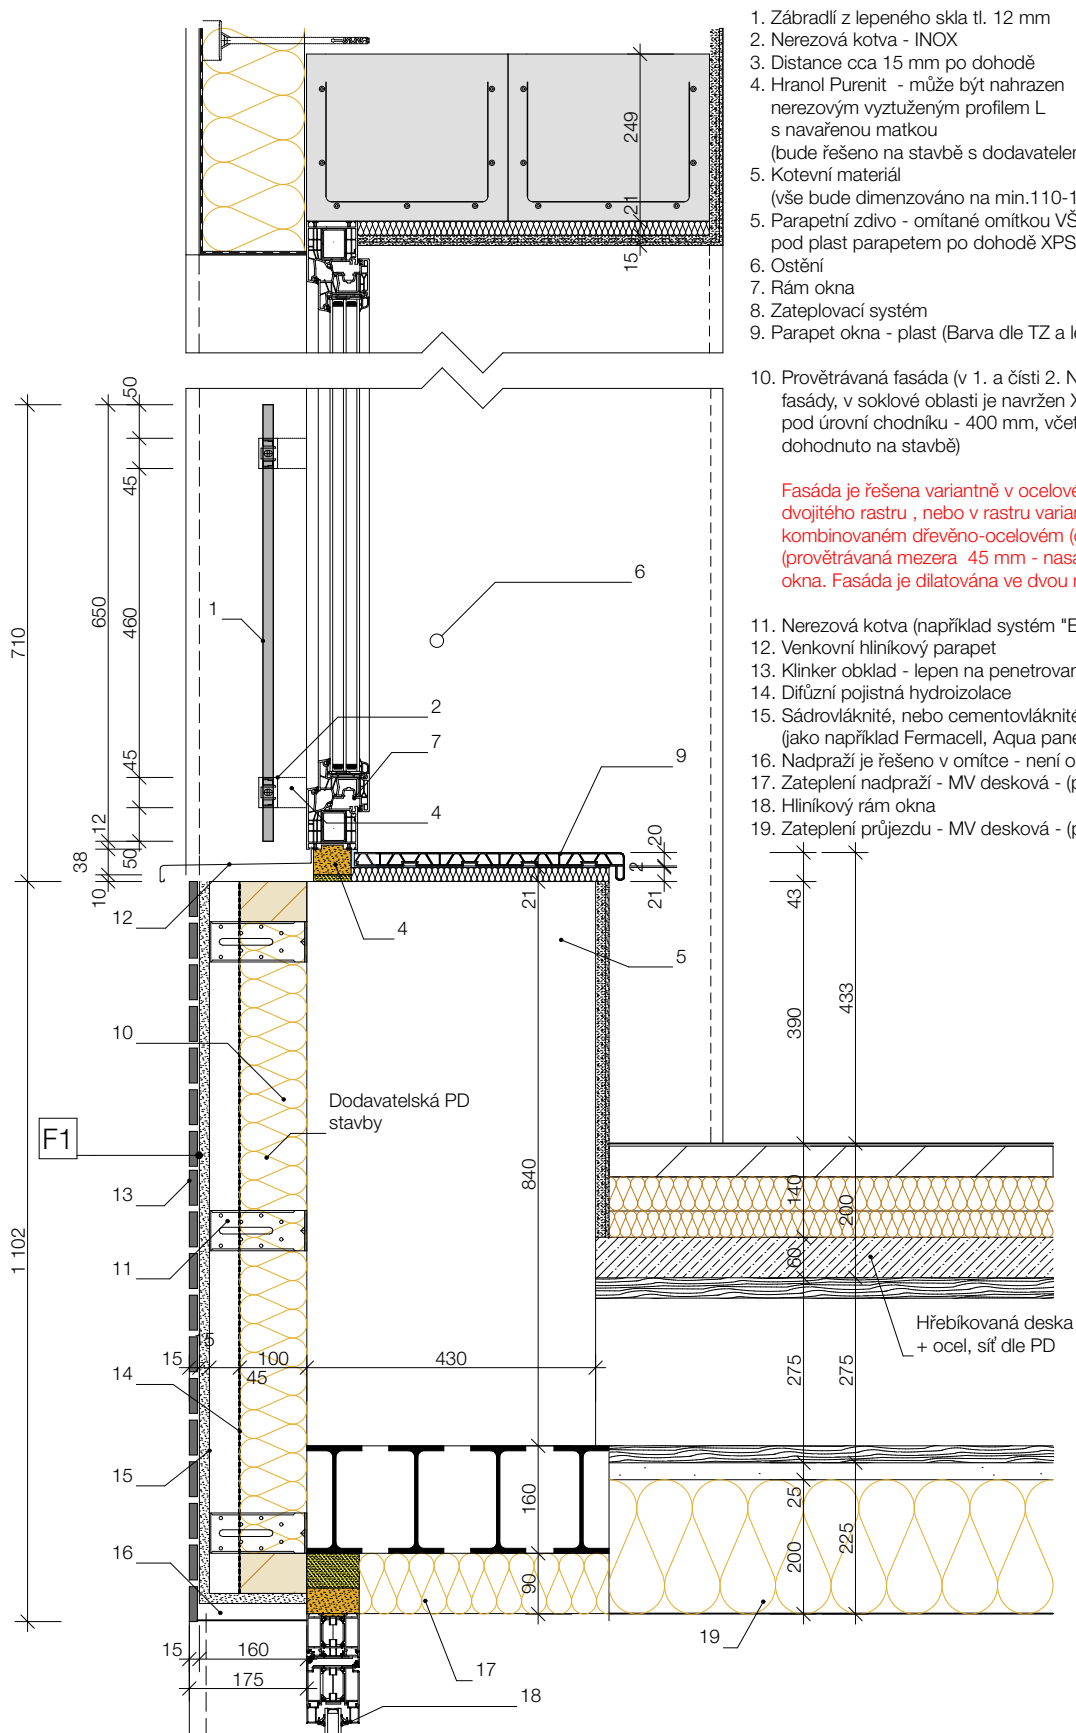 1. Zábradlí z lepeného skla tl. 12 mm
2. Nerezová kotva - INOX
3. Distance cca 15 mm po dohodě
4. Hranol Purenit - může být nahrazen
nerezovým vyztuženým profilem L
s navařenou matkou
(bude řešeno na stavbě s dodavatelem
5. Kotevní materiál
(vše bude dimenzováno na min.110-1
5. Parapetní zdivo - omítané omítkou VŠ
pod plast parapetem po dohodě XPS
6. Ostění
7. Rám okna
8. Zateplovací systém
9. Parapet okna - plast (Barva dle TZ a le
10. Provětrávaná fasáda (v 1. a části 2. N
fasády, v soklové oblasti je navržen X
pod úrovní chodníku - 400 mm, včet
dohodnuto na stavbě)
Fasáda je řešena variantně v ocelové
dvojitého rastru , nebo v rastru varian
kombinovaném dřevěno-ocelovém (
(provětrávaná mezera 45 mm - nasá
okna. Fasáda je dilatována ve dvou
11. Nerezová kotva (například systém "E
12. Venkovní hliníkový parapet
13. Klinker obklad - lepen na penetrovan
14. Difůzní pojistná hydroizolace
15. Sádrovláknité, nebo cementovláknité
(jako například Fermacell, Aqua pane
16. Nadpraží je řešeno v omítce - není o
17. Zateplení nadpraží - MV desková - (p
18. Hliníkový rám okna
19. Zateplení průjezdu - MV desková - (p
249
21
15
50
45
650
460
710
45
12
38
50
10
1
6
2
7
9
4
20
2
21
21
43
12
4
5
433
390
10
Dodavatelská PD
stavby
F1
840
13
140
200
1 102
11
60
Hřebíkovaná deska
+ ocel, síť dle PD
15
15
100
430
45
275
275
14
15
160
25
200
225
16
90
19
15
160
17
175
18